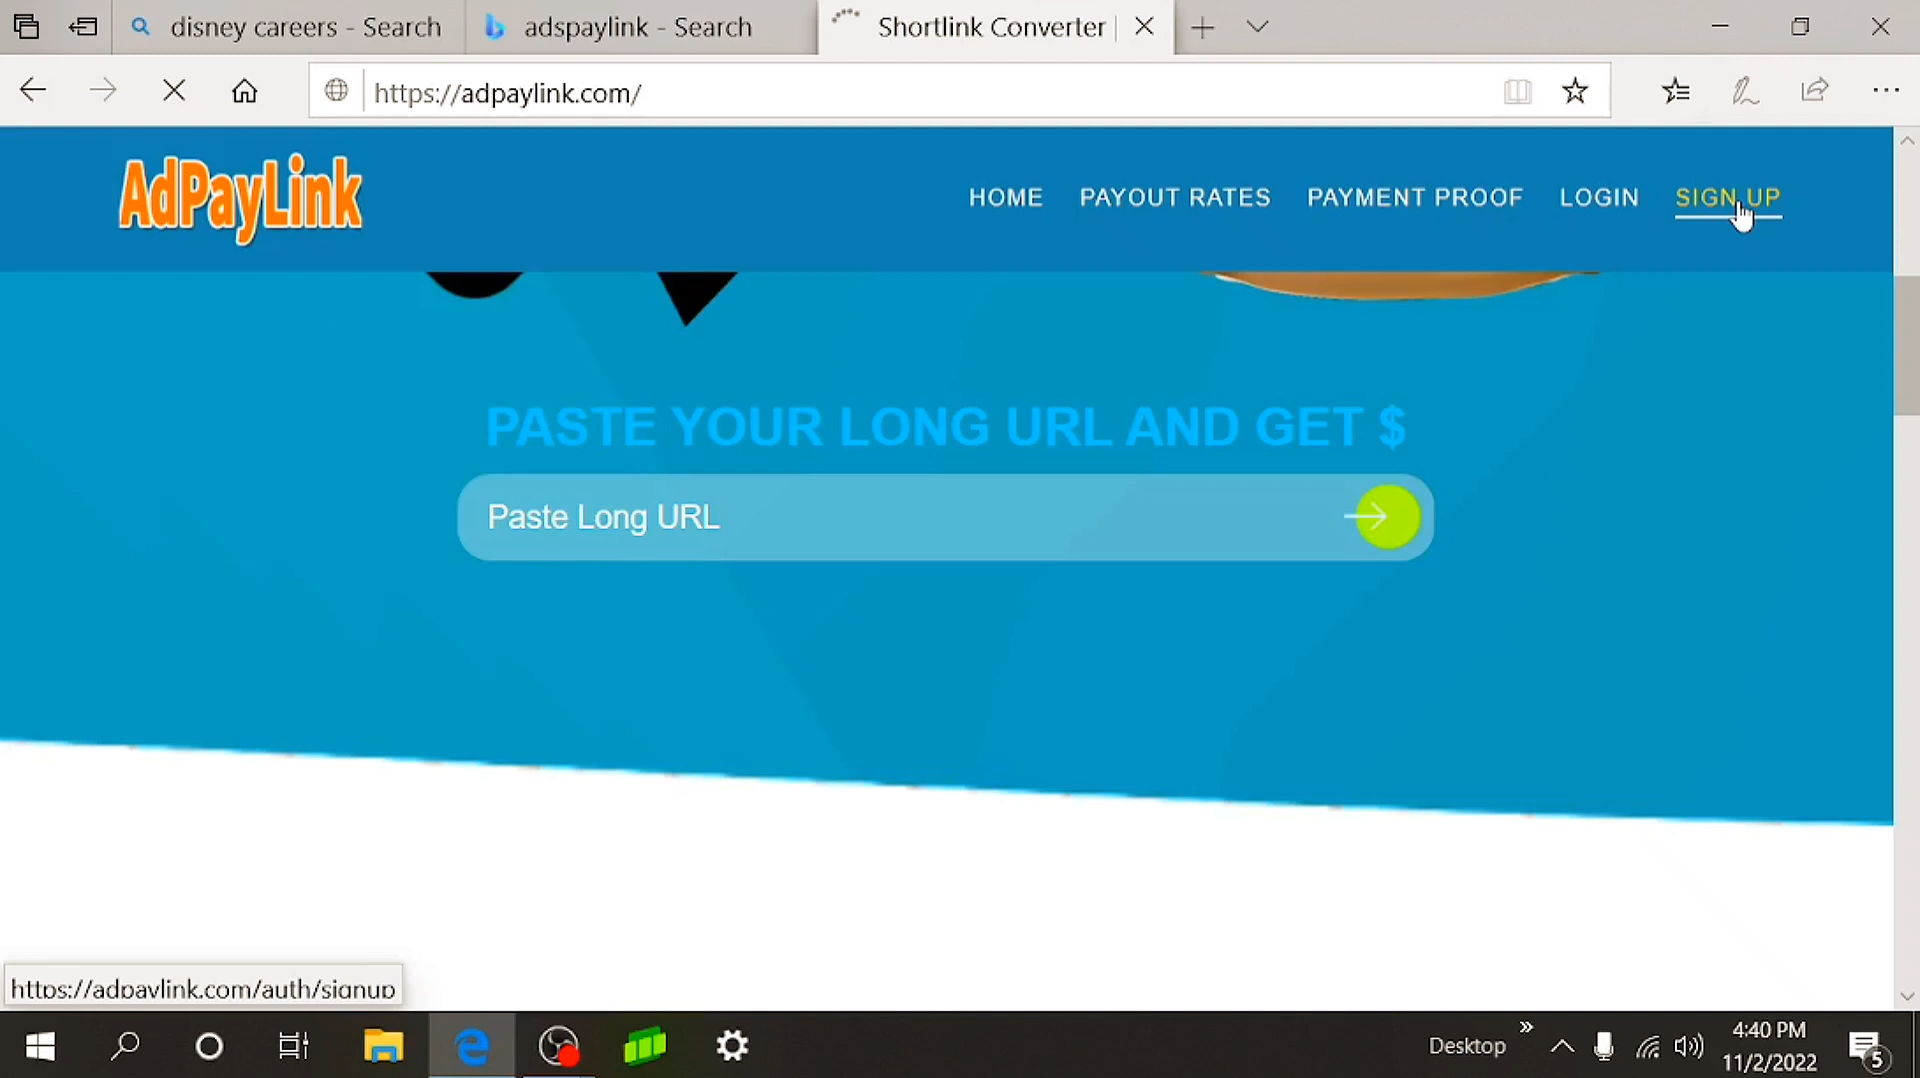 disney careers - Search
adspaylink - Search
Shortlink Converter
https://adpaylink.com/
AdPayLink
HOME
PAYOUT RATES
PAYMENT PROOF
LOGIN
SIGN UP
PASTE YOUR LONG URL AND GET $
Paste Long URL
https://adpaylink.com/auth/signup
Desktop
4:40 PM
11/2/2022
5